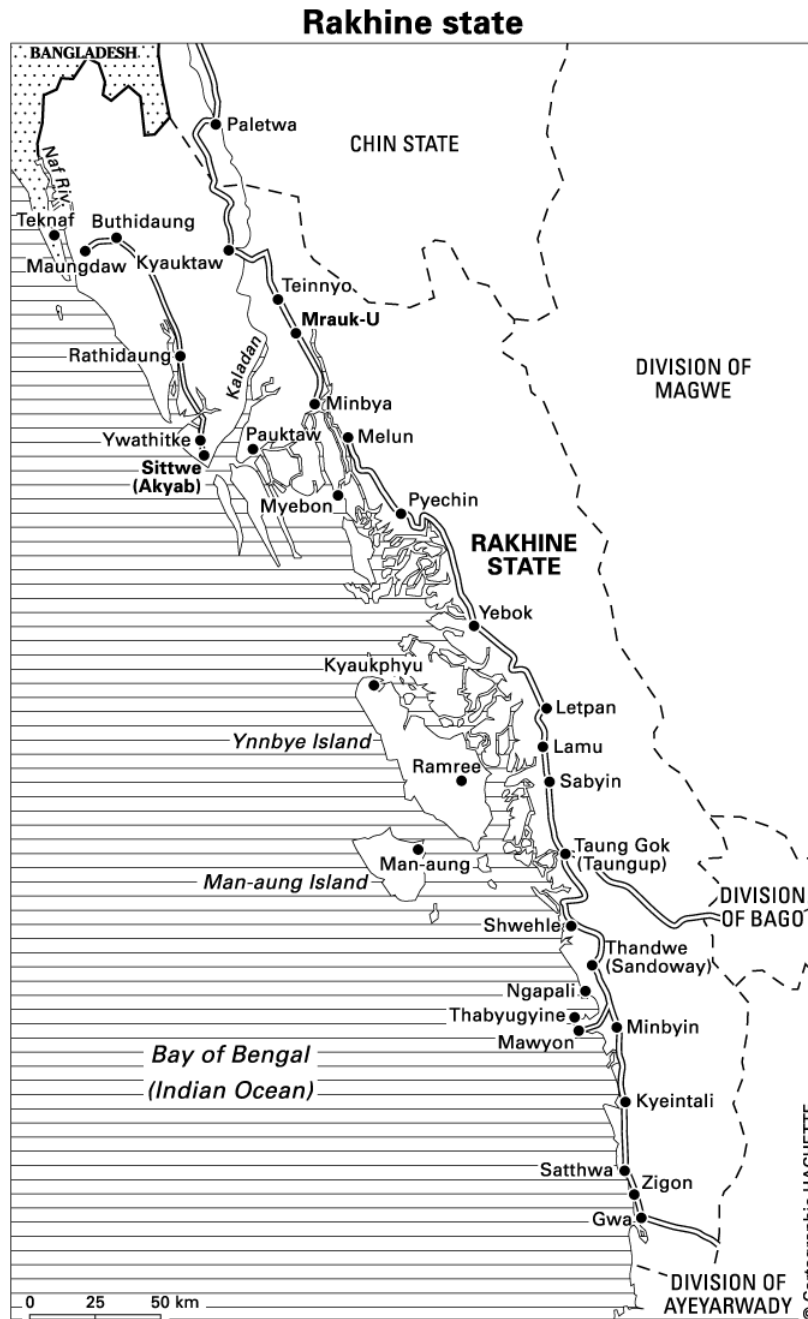 Rakhine state
BANGLADESH
Paletwa
CHIN STATE
Naf Riv.
Teknaf
Buthidaung
Maungdaw
Kyauktaw
Teinnyo
Mrauk-U
DIVISION OF
MAGWE
Rathidaung
Kaladan
Minbya
Ywathitke
Pauktaw
Melun
Sittwe
(Akyab)
Myebon
Pyechin
RAKHINE
STATE
Yebok
Kyaukphyu
Letpan
Ynnbye Island
Lamu
Ramree
Sabyin
Taung Gok
(Taungup)
Man-aung
Man-aung Island
DIVISION
OF BAGO
Shwehle
Thandwe
(Sandoway)
Ngapali
Thabyugyine
Minbyin
Mawyon
Bay of Bengal
(Indian Ocean)
Kyeintali
Satthwa
Zigon
Gwa
DIVISION OF
AYEYARWADY
0 25 50 km
© Cartographie HACHETTE